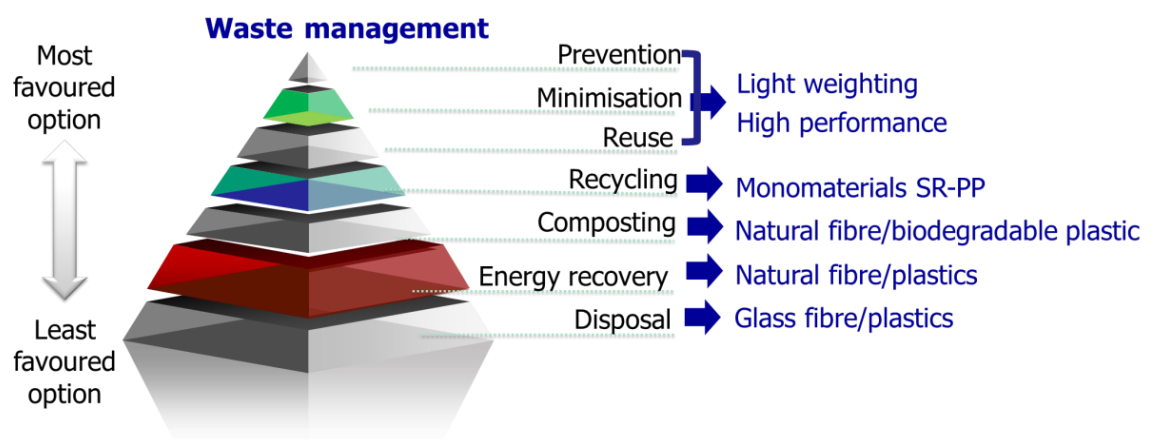 Waste management
Most
favoured
option
Least
favoured
option
Prevention
Minimisation
Reuse
Recycling
Composting
Energy recovery
Disposal
Light weighting
High performance
Monomaterials SR-PP
Natural fibre/biodegradable plastic
Natural fibre/plastics
Glass fibre/plastics